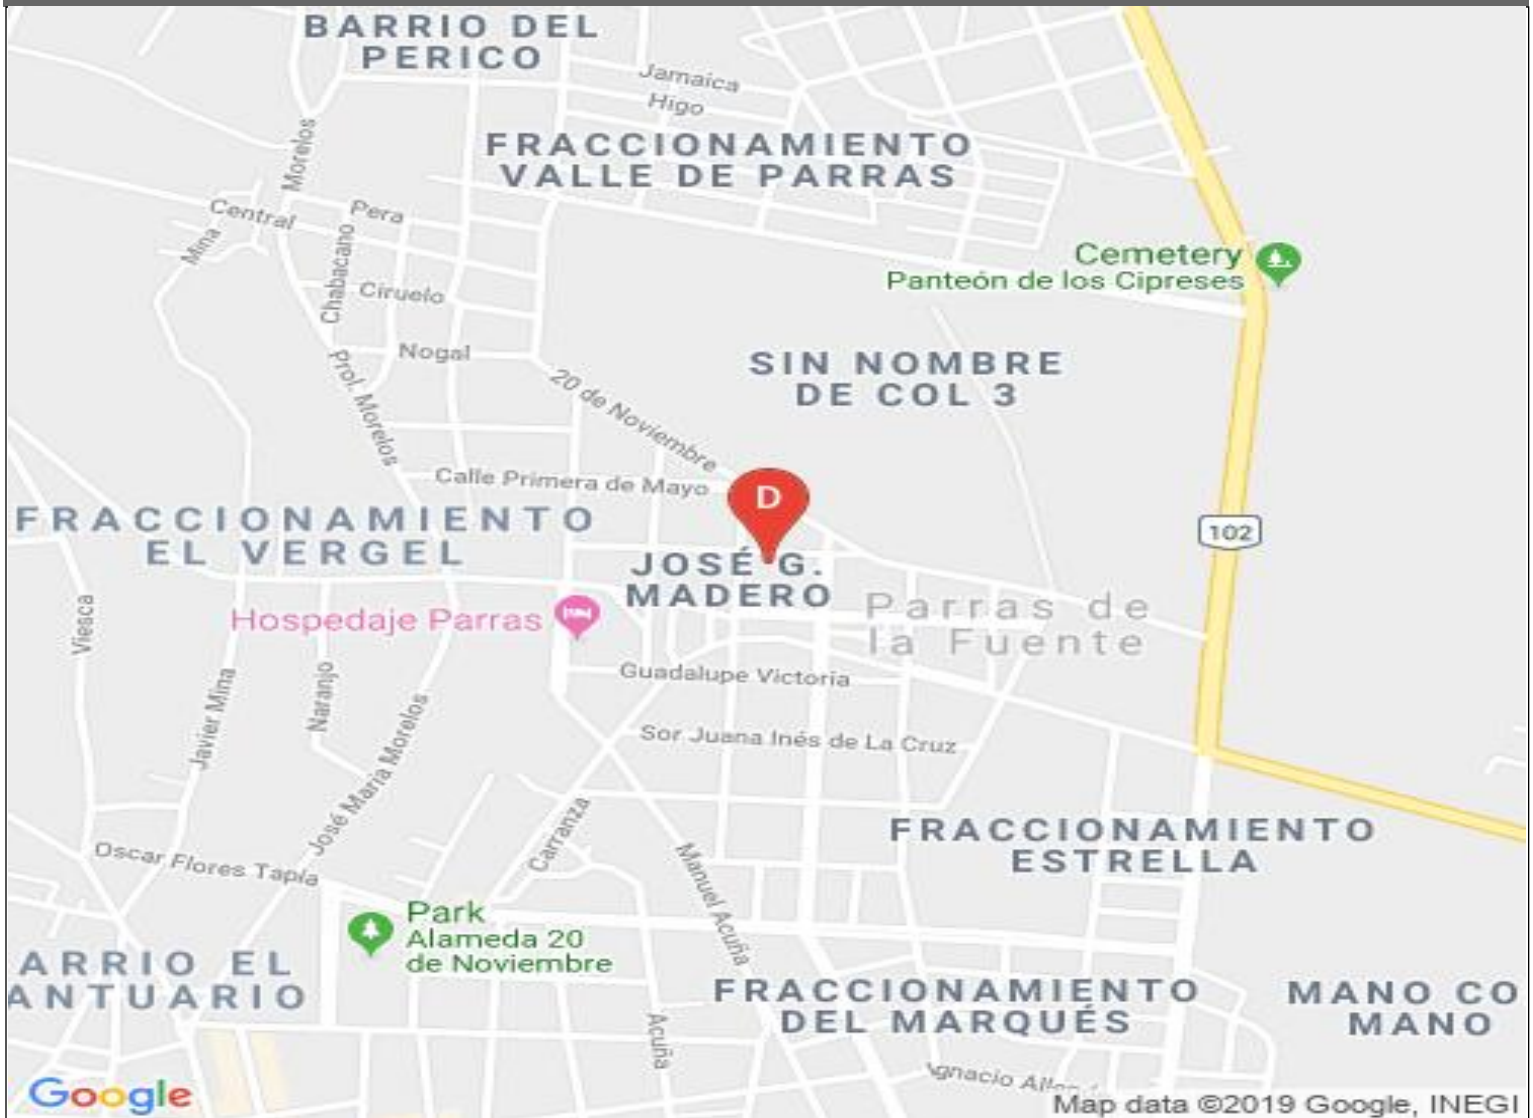 BARRIO DEL
PERICO
Jamaica
Higo
FRACCIONAMIENTO
VALLE DE PARRAS
Morelos
Central
Pera
Mina
Chabacano
Cemetery
Panteón de los Cipreses
Ciruelo
Nogal
Prol. Morelos
20 de Noviembre
SIN NOMBRE
DE COL 3
Calle Primera de Mayo
D
FRACCIONAMIENTO
EL VERGEL
102
JOSÉ G.
MADERO
Hospedaje Parras
Parras de
la Fuente
Viesca
Javier Mina
Naranjo
José María Morelos
Guadalupe Victoria
Sor Juana Inés de La Cruz
Carranza
Manuel Acuña
FRACCIONAMIENTO
ESTRELLA
Oscar Flores Tapia
Park
Alameda 20
de Noviembre
ARRIO EL
ANTUARIO
FRACCIONAMIENTO
DEL MARQUÉS
MANO CO
MANO
Acuña
Ignacio
Google
Map data ©2019 Google, INEGI